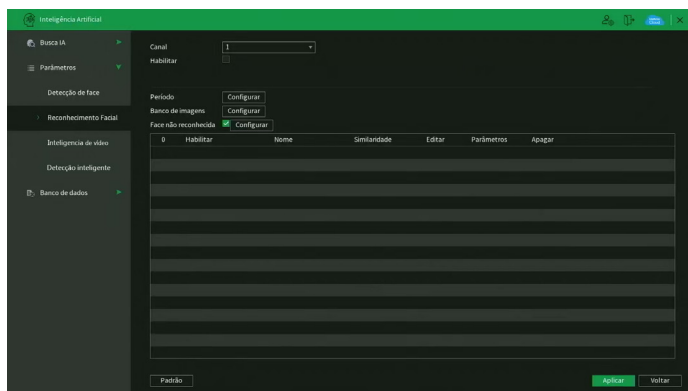 Inteligência Artificial
Busca IA
Parâmetros
Detecção de face
Reconhecimento Facial
Inteligencia de vídeo
Detecção inteligente
Banco de dados
Canal 1
Habilitar
Período Configurar
Banco de imagens Configurar
Face não reconhecida Configurar
0 Habilitar Nome Similaridade Editar Parâmetros Apagar
Padrão Aplicar Voltar